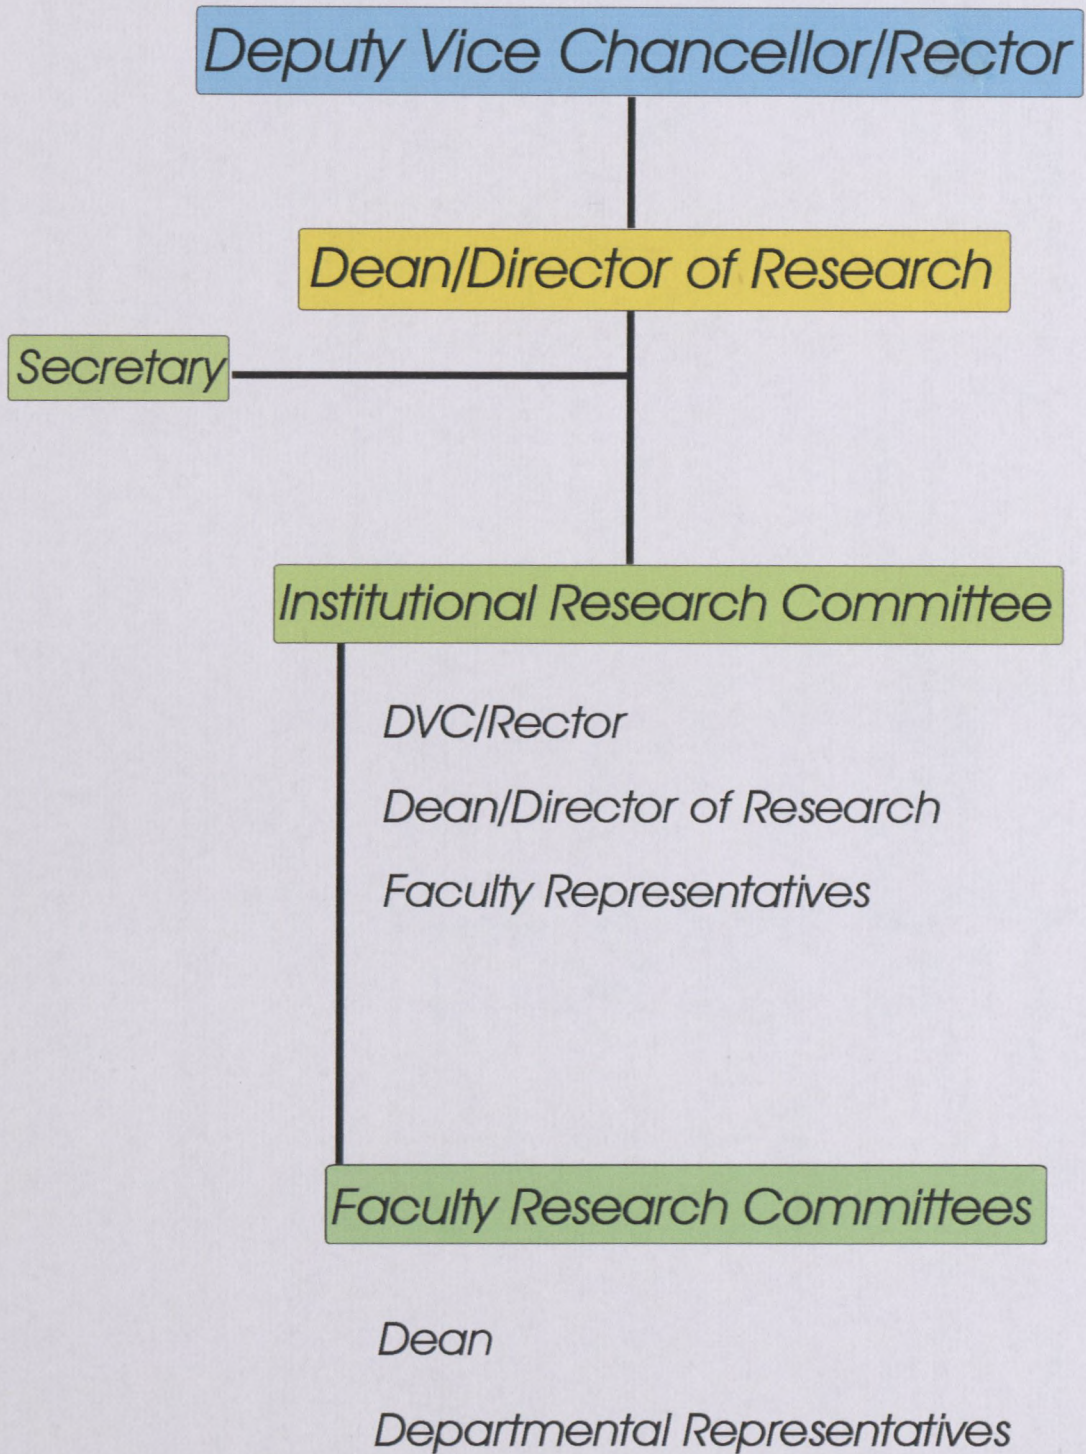 Deputy Vice Chancellor/Rector
Dean/Director of Research
Secretary
Institutional Research Committee
DVC/Rector
Dean/Director of Research
Faculty Representatives
Faculty Research Committees
Dean
Departmental Representatives